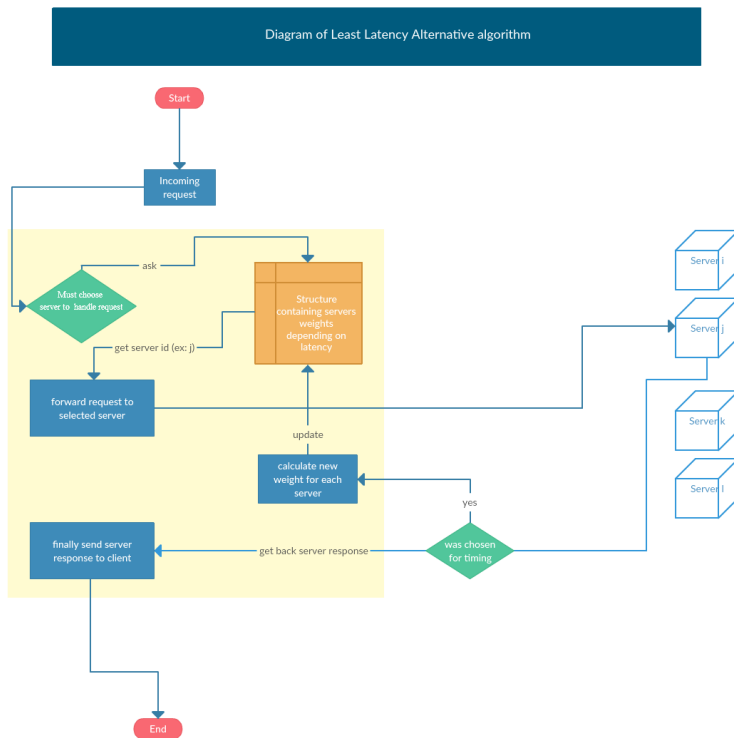 Diagram of Least Latency Alternative algorithm
Start
Incoming
request
ask
Must choose
server to handle request
Structure
containing servers
weights
depending on
latency
get server id (ex: j)
forward request to
selected server
update
calculate new
weight for each
server
yes
was chosen
for timing
get back server response
finally send server
response to client
End
Server i
Server j
Server k
Server l